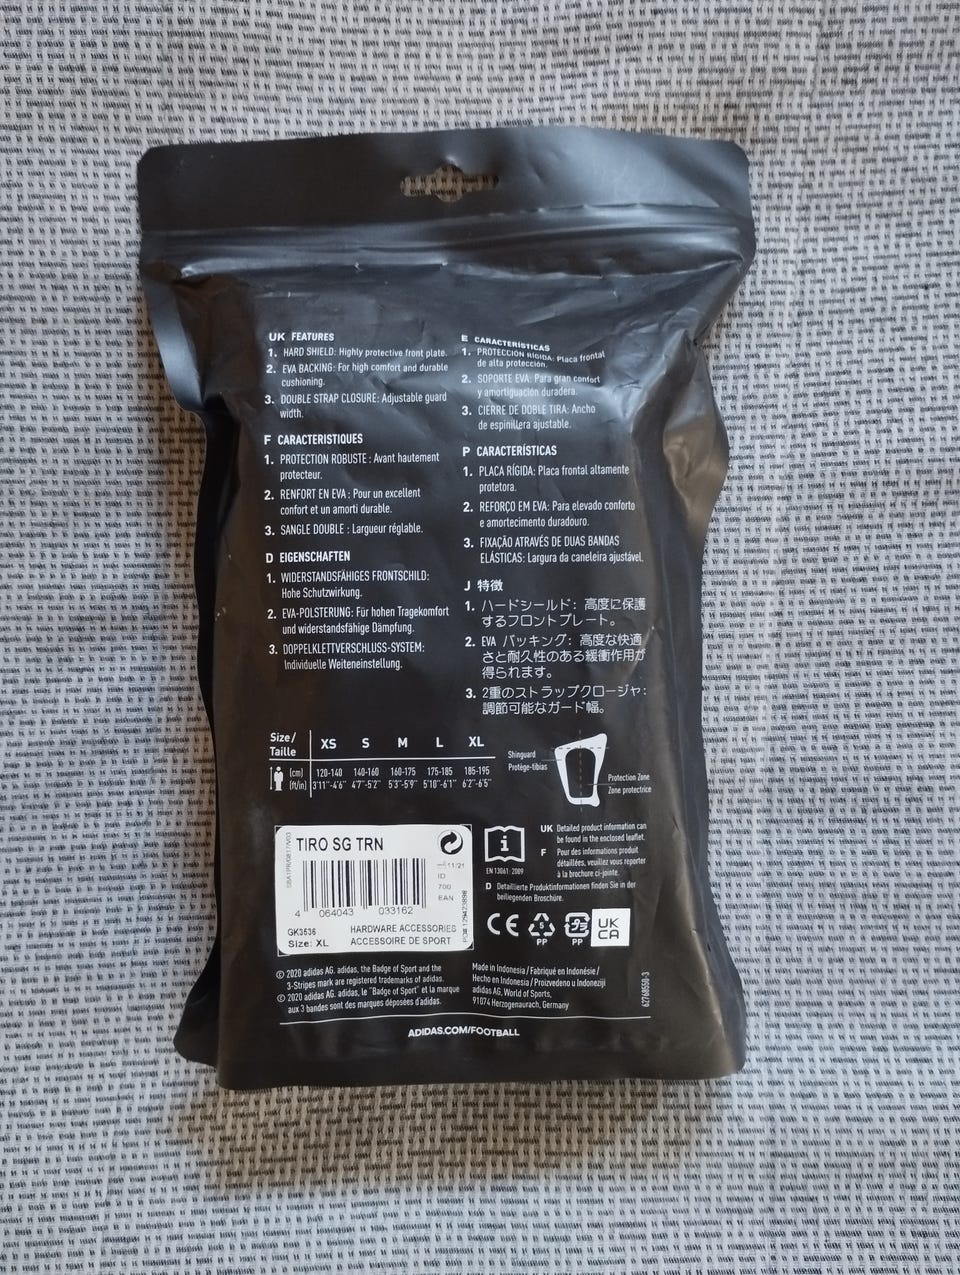 UK FEATURES
1. HARD SHIELD: Highly protective front plate.
2. EVA BACKING: For high comfort and durable
cushioning.
3. DOUBLE STRAP CLOSURE: Adjustable guard
width.
F CARACTERISTIQUES
1. PROTECTION ROBUSTE : Avant hautement
protecteur.
2. RENFORT EN EVA : Pour un excellent
confort et un amorti durable.
3. SANGLE DOUBLE : Largueur réglable.
D EIGENSCHAFTEN
1. WIDERSTANDSFÄHIGES FRONTSCHILD:
Hohe Schutzwirkung.
2. EVA-POLSTERUNG: Für hohen Tragekomfort
und widerstandsfähige Dämpfung.
3. DOPPELKLETTVERSCHLUSS-SYSTEM:
Individuelle Weiteneinstellung.
E CARACTERÍSTICAS
1. PROTECCIÓN RÍGIDA: Placa frontal
de alta protección.
2. SOPORTE EVA: Para gran confort
y amortiguación duradera.
3. CIERRE DE DOBLE TIRA: Ancho
de espinillera ajustable.
P CARACTERÍSTICAS
1. PLACA RÍGIDA: Placa frontal altamente
protetora.
2. REFORÇO EM EVA: Para elevado conforto
e amortecimento duradouro.
3. FIXAÇÃO ATRAVÉS DE DUAS BANDAS
ELÁSTICAS: Largura da caneleira ajustável.
J 特徴
1. ハードシールド: 高度に保護
するフロントプレート。
2. EVA バッキング: 高度な快適
さと耐久性のある緩衝作用が
得られます。
3. 2重のストラップクロージャ:
調節可能なガード幅。
Size/
Taille
XS S M L XL
(cm) 120-140 140-160 160-175 175-185 185-195
(ft/in) 3'11"-4'6" 4'7"-5'2" 5'3"-5'9" 5'10"-6'1" 6'2"-6'5"
Shinguard
Protège-tibias
Protection Zone
Zone protectrice
TIRO SG TRN
11/21
ID
700
EAN
4 064043 033162
GK3536
Size: XL
HARDWARE ACCESSORIES
ACCESSOIRE DE SPORT
i
EN 13061: 2009
UK Detailed product information can
be found in the enclosed leaflet.
F Pour des informations produit
détaillées, veuillez vous reporter
à la brochure ci-jointe.
D Detaillierte Produktinformationen finden Sie in der
beiliegenden Broschüre.
CE
5
PP
プラ
PP
UK
CA
© 2020 adidas AG. adidas, the Badge of Sport and the
3-Stripes mark are registered trademarks of adidas.
© 2020 adidas AG. adidas, le "Badge of Sport" et la marque
aux 3 bandes sont des marques déposées d'adidas.
Made in Indonesia / Fabriqué en Indonésie /
Hecho en Indonesia / Proizvedeno u Indoneziji
adidas AG, World of Sports,
91074 Herzogenaurach, Germany
62768550-3
ADIDAS.COM/FOOTBALL